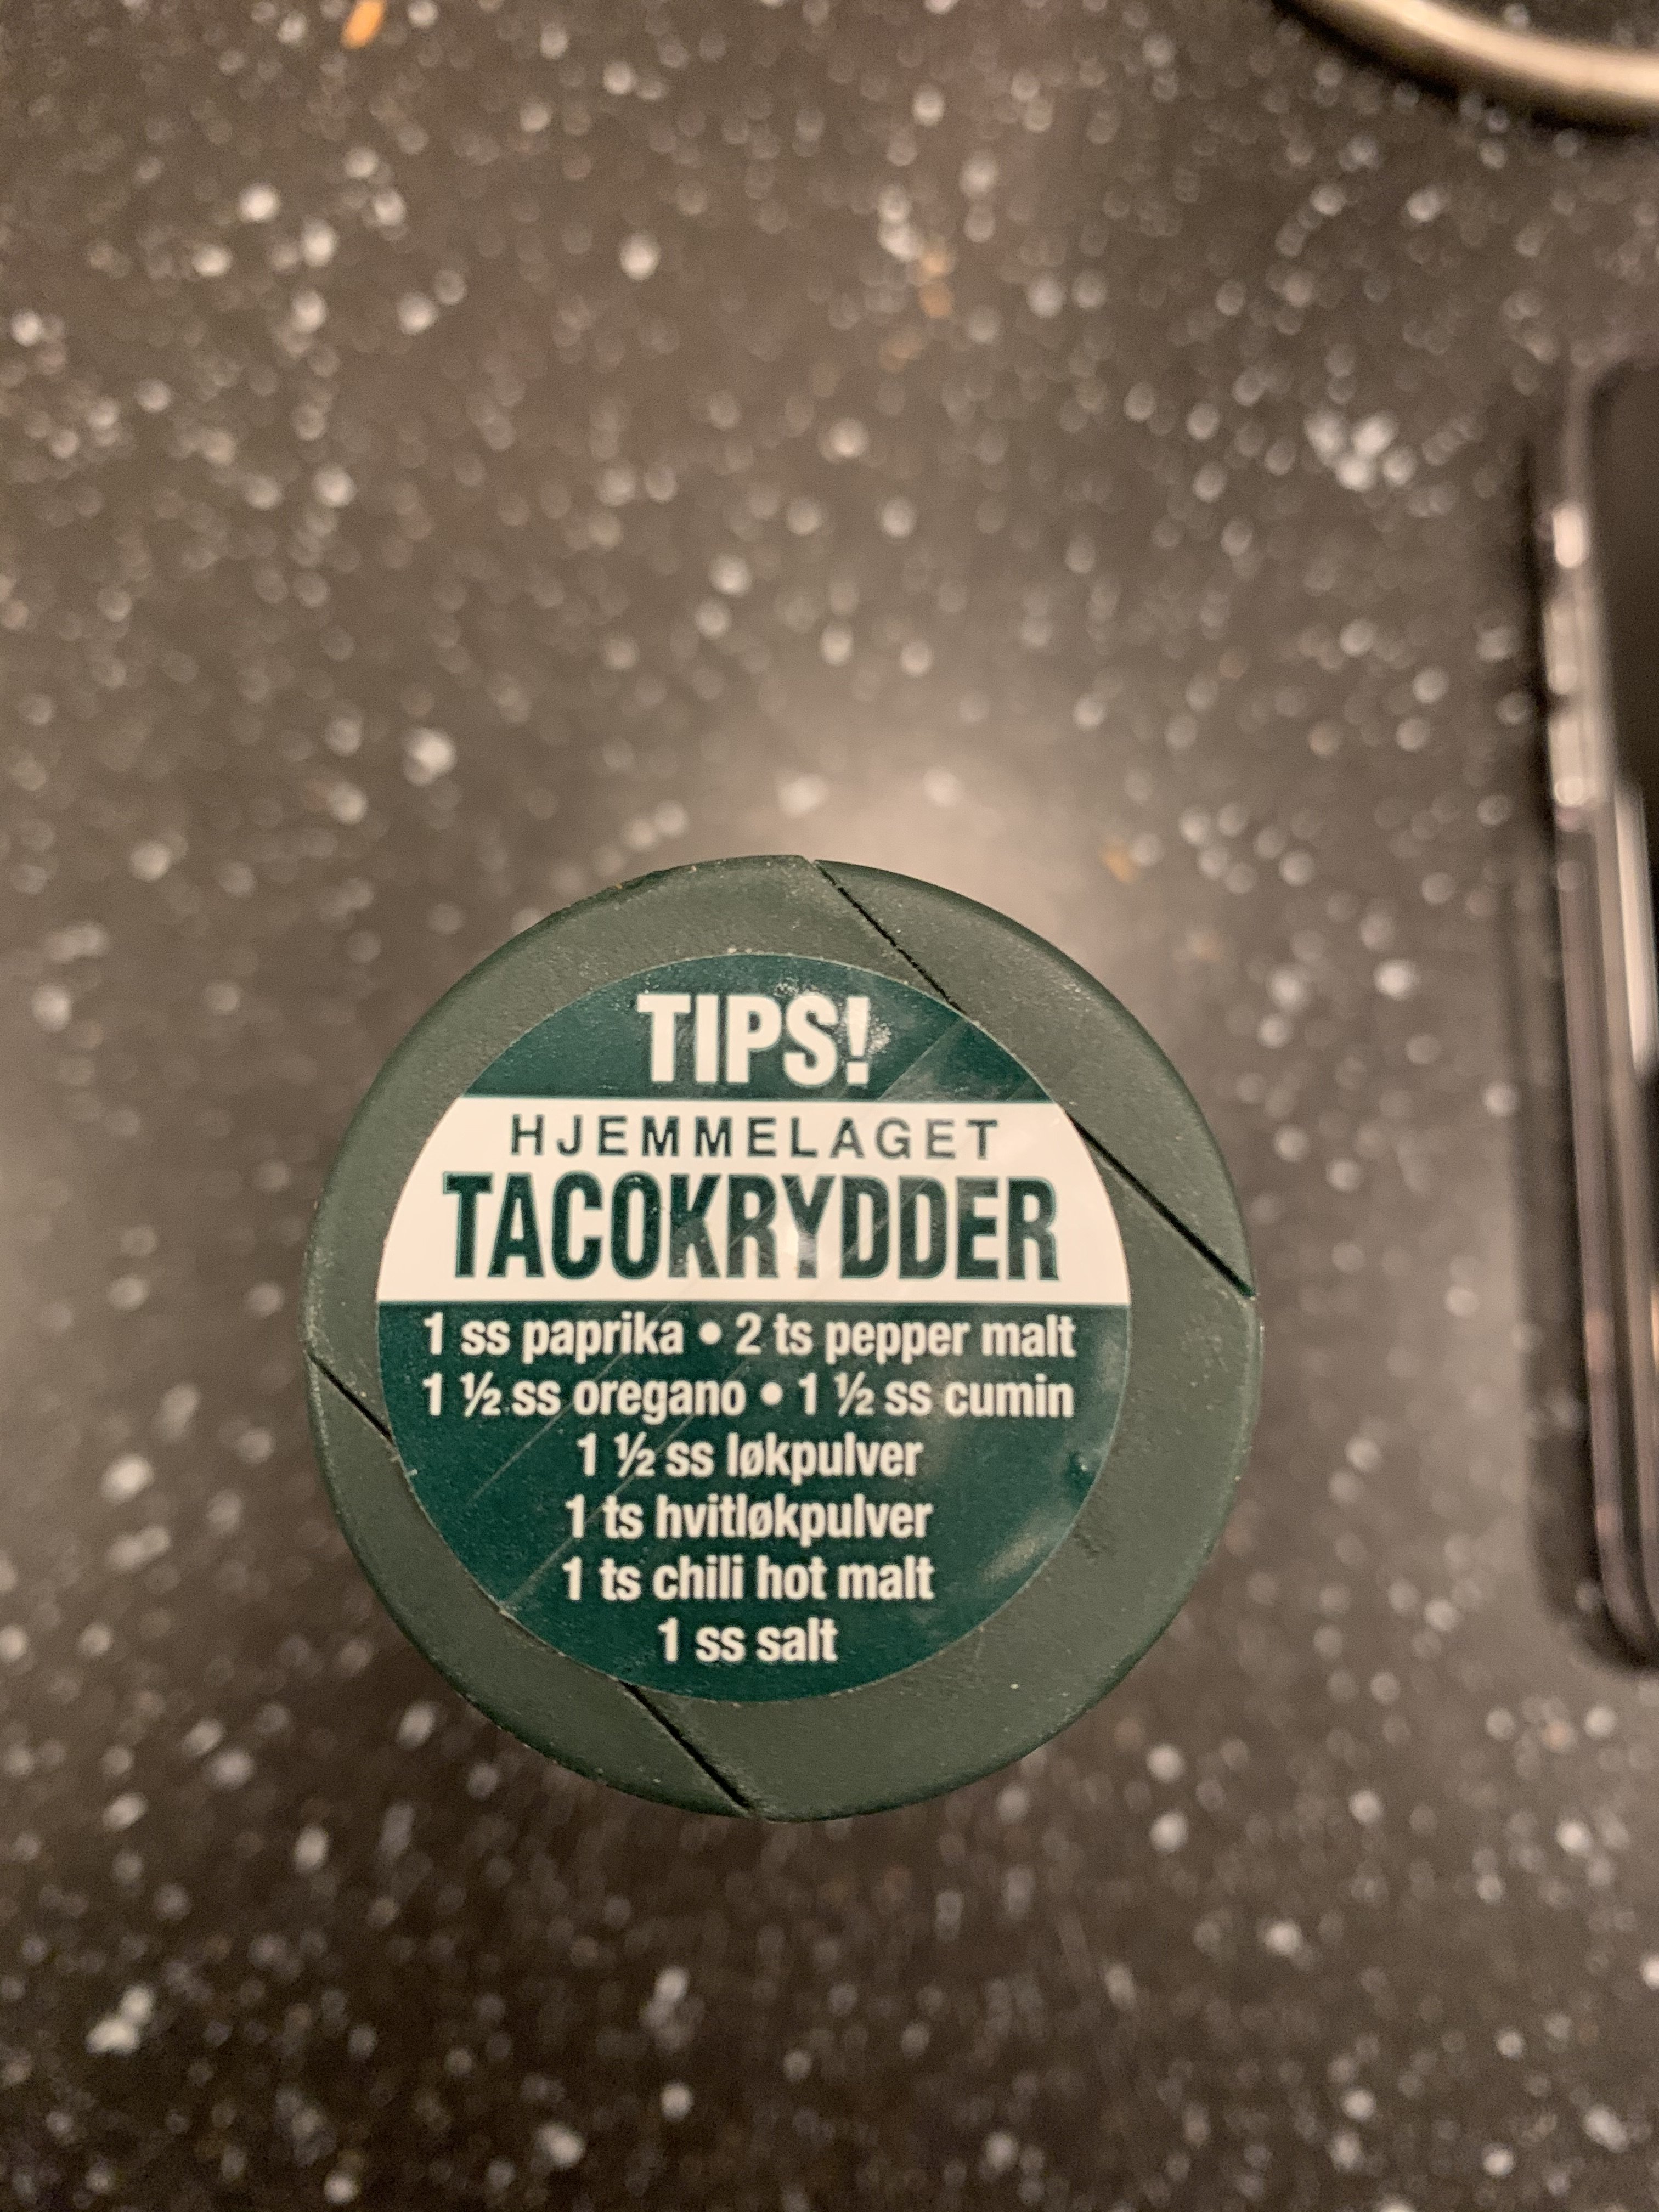 TIPS!
HJEMMELAGET
TACOKRYDDER
1 ss paprika • 2 ts pepper malt
1 ½ ss oregano • 1 ½ ss cumin
1 ½ ss løkpulver
1 ts hvitløkpulver
1 ts chili hot malt
1 ss salt